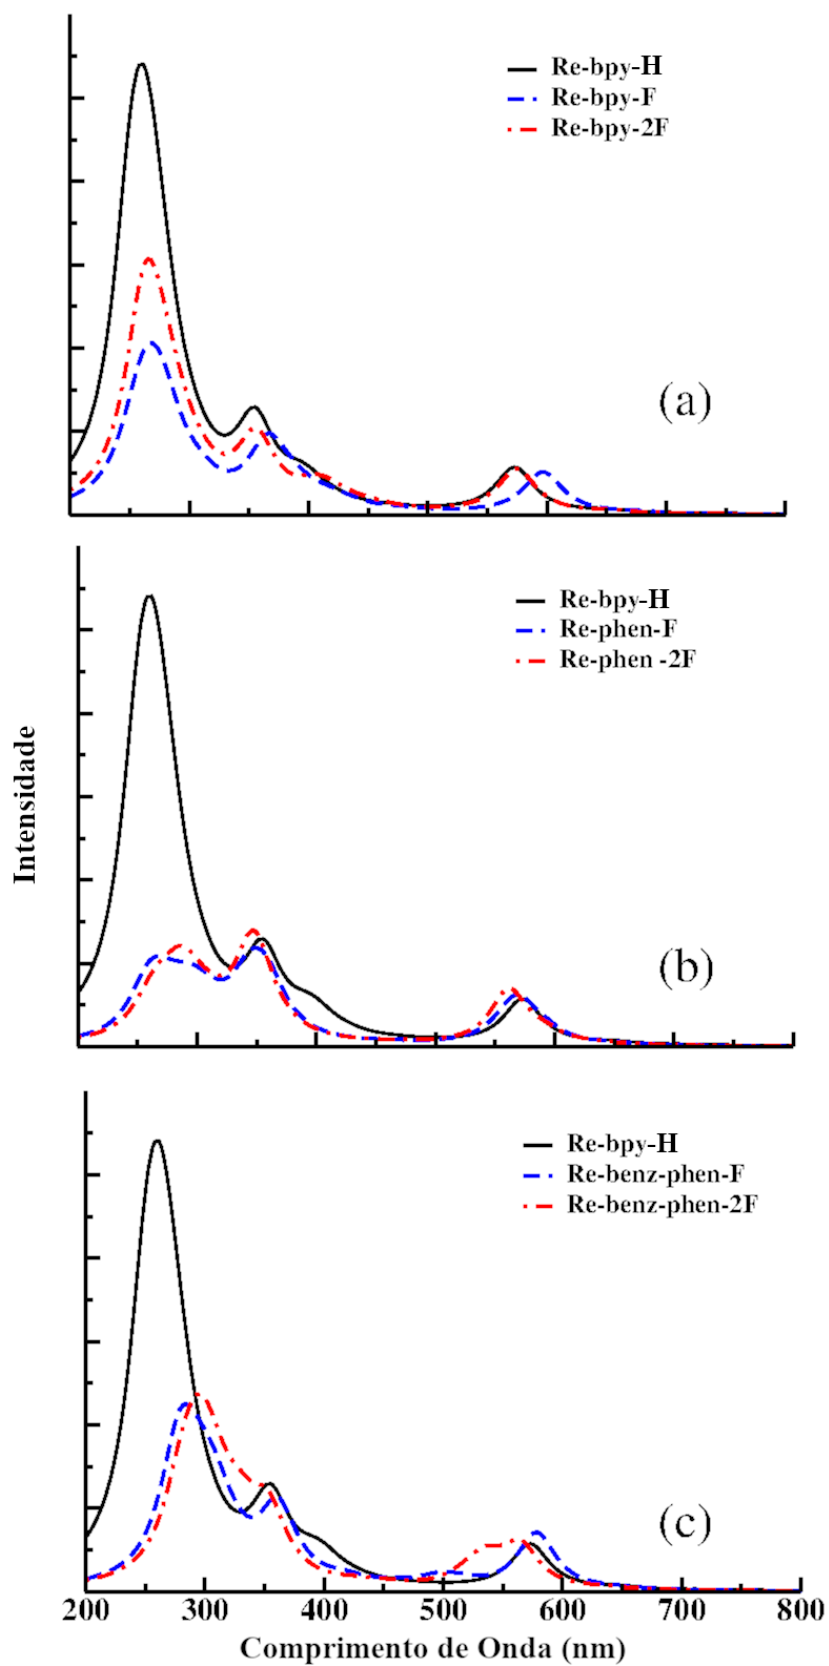 Re-bpy-H
Re-bpy-F
Re-bpy-2F
(a)
Re-bpy-H
Re-phen-F
Re-phen -2F
(b)
Intensidade
Re-bpy-H
Re-benz-phen-F
Re-benz-phen-2F
(c)
200 300 400 500 600 700 800
Comprimento de Onda (nm)